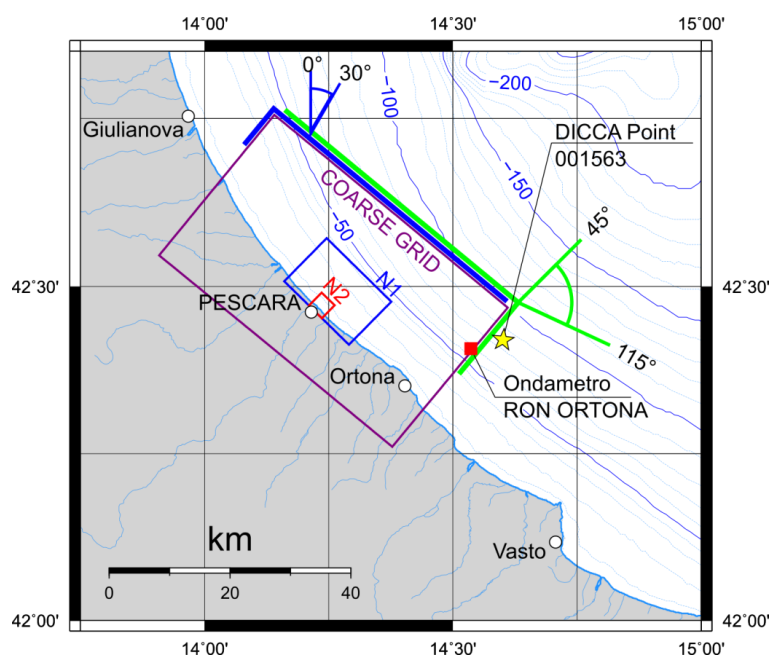 14°00'
14°30'
15°00'
0°
30°
−200
−100
Giulianova
DICCA Point
001563
−150
COARSE GRID
−50
45°
42°30'
42°30'
N1
N2
PESCARA
115°
Ortona
Ondametro
RON ORTONA
km
Vasto
0
20
40
42°00'
42°00'
14°00'
14°30'
15°00'